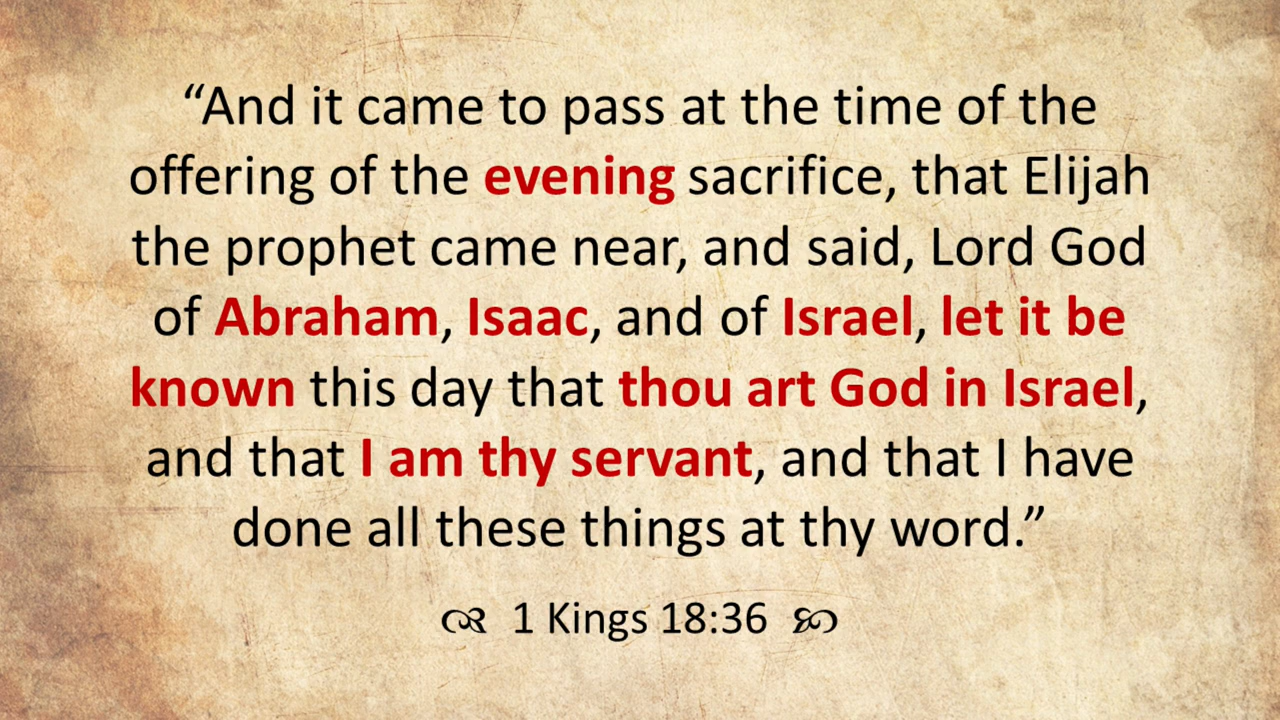 “And it came to pass at the time of the
offering of the evening sacrifice, that Elijah
the prophet came near, and said, Lord God
of Abraham, Isaac, and of Israel, let it be
known this day that thou art God in Israel,
and that I am thy servant, and that I have
done all these things at thy word.”
1 Kings 18:36